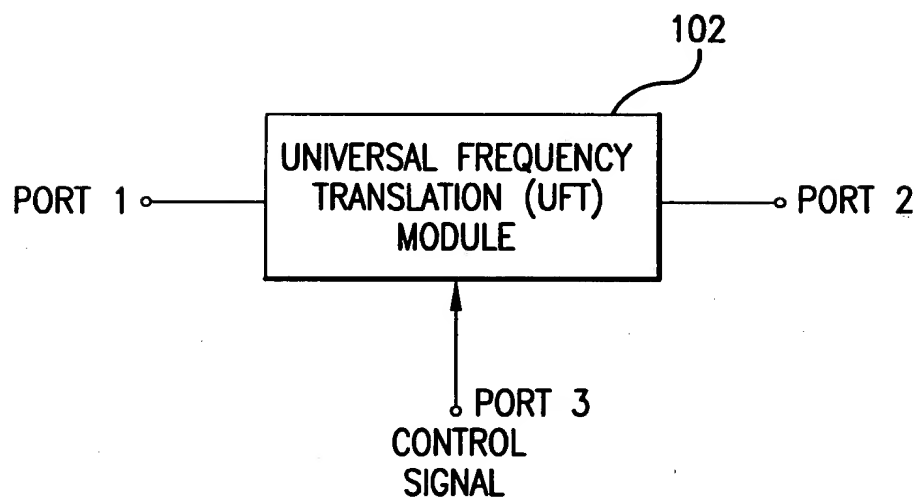 102
UNIVERSAL FREQUENCY
TRANSLATION (UFT)
MODULE
PORT 1
PORT 2
PORT 3
CONTROL
SIGNAL